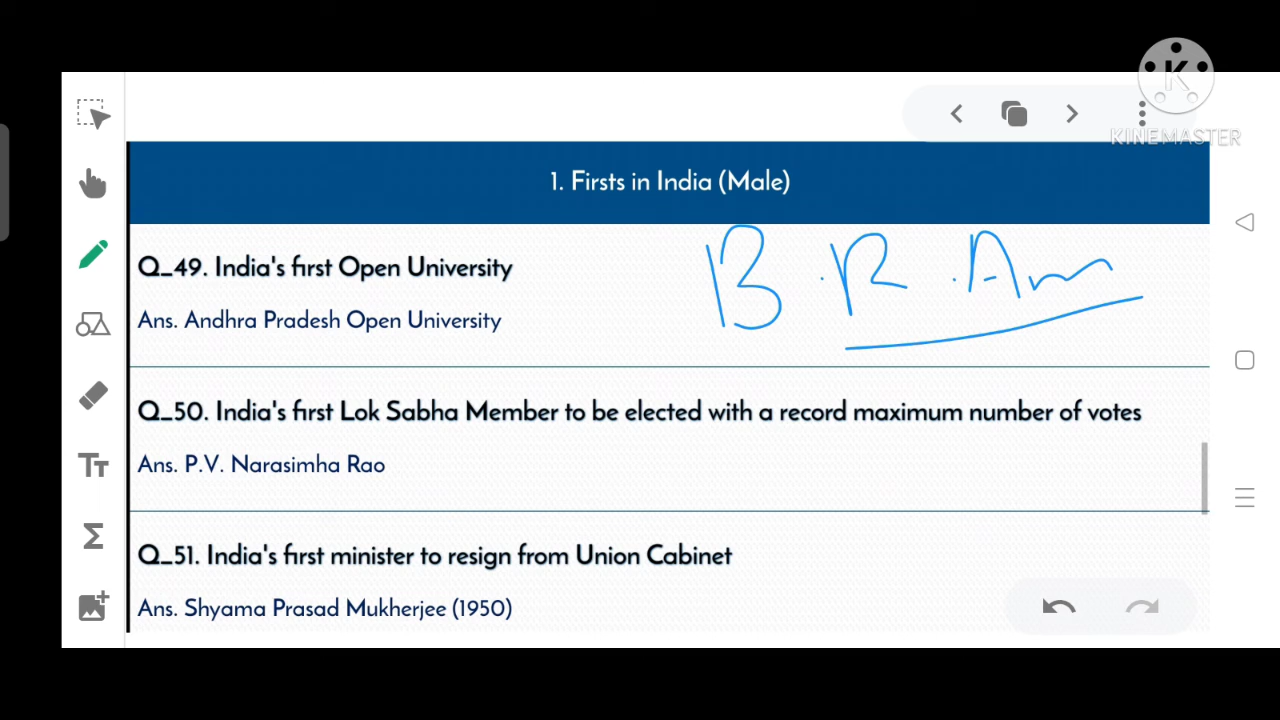 KINEMASTER
1. Firsts in India (Male)
B.R.Am
Q_49. India's first Open University
Ans. Andhra Pradesh Open University
Q_50. India's first Lok Sabha Member to be elected with a record maximum number of votes
Ans. P.V. Narasimha Rao
Q_51. India's first minister to resign from Union Cabinet
Ans. Shyama Prasad Mukherjee (1950)